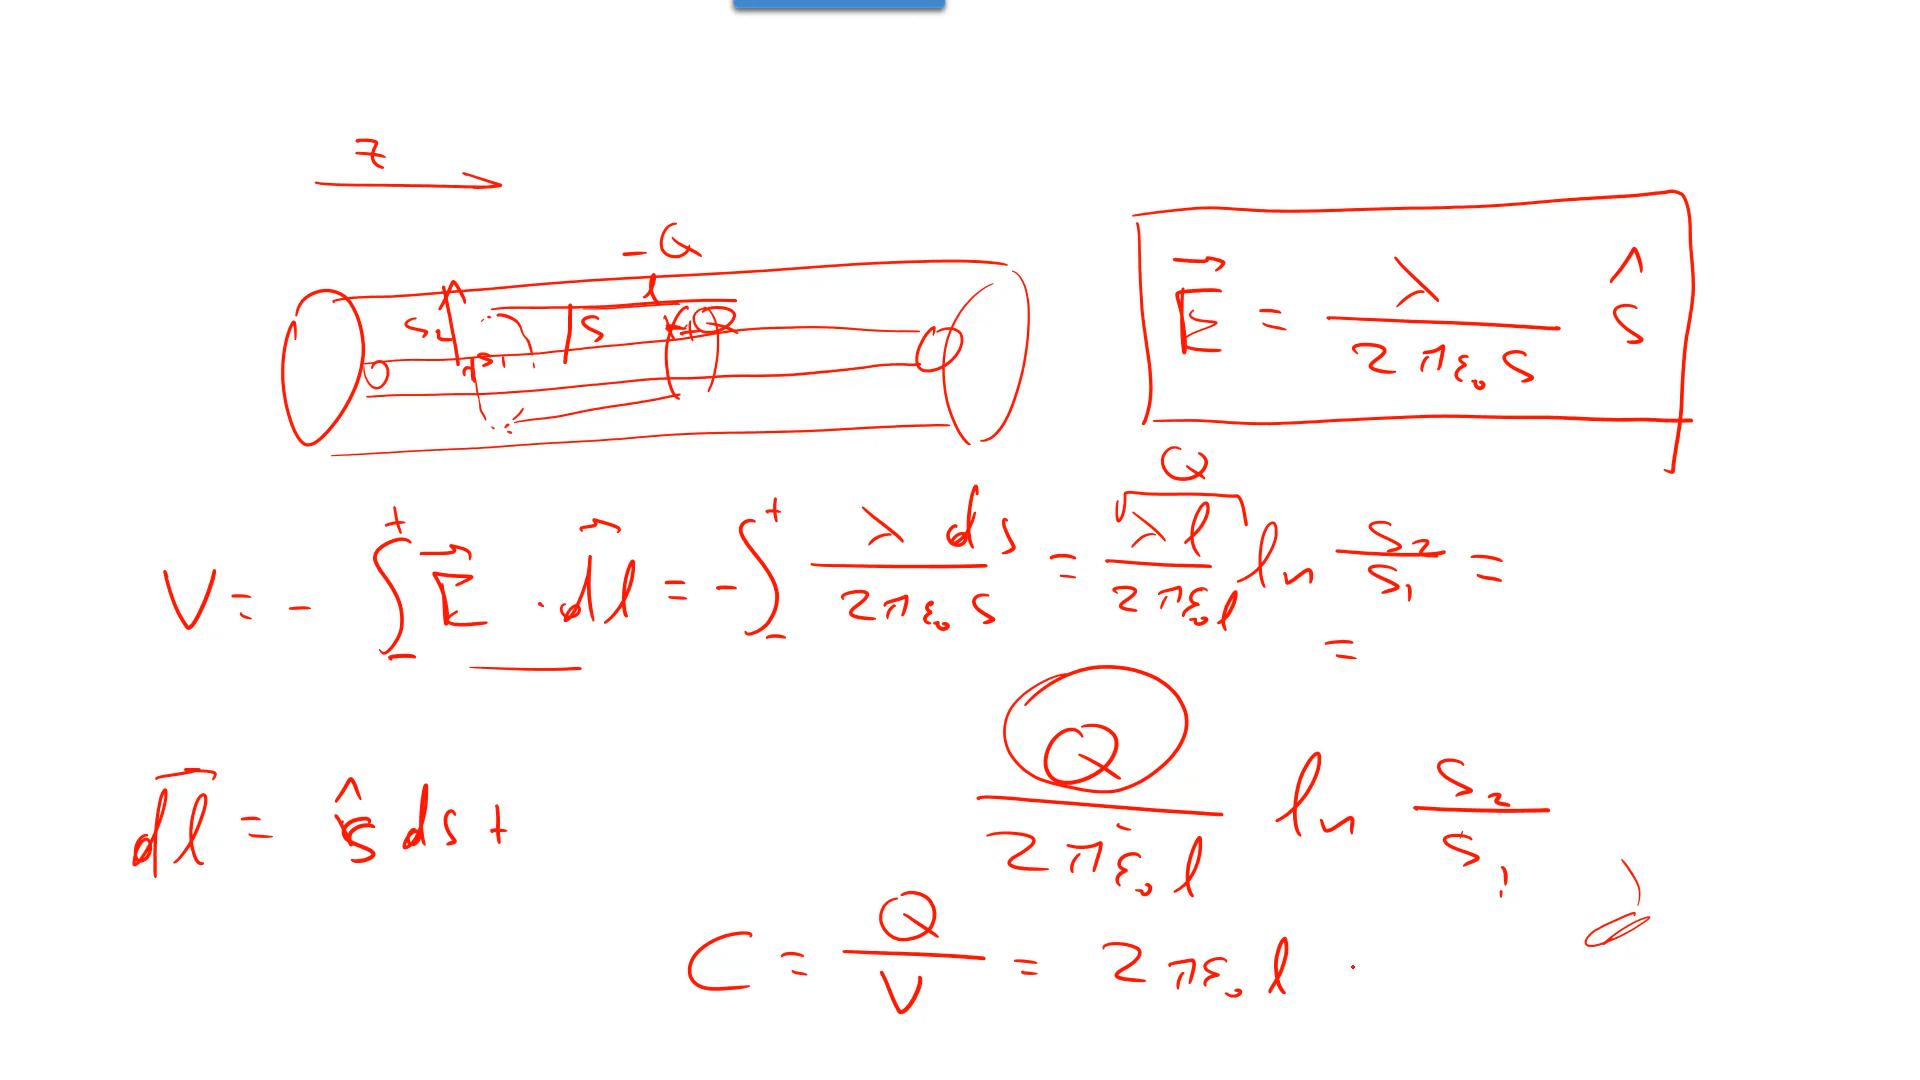 z
-Q
l
s₂ s +Q
s₁
E⃗ = λ / 2πε₀s ŝ
V = - ∫₋⁺ E⃗ · dl⃗ = - ∫₋⁺ λ ds / 2πε₀s = λl / 2πε₀l ln s₂/s₁ =
Q
= Q / 2πε₀l ln s₂/s₁
dl⃗ = ŝ ds +
C = Q/V = 2πε₀l ·